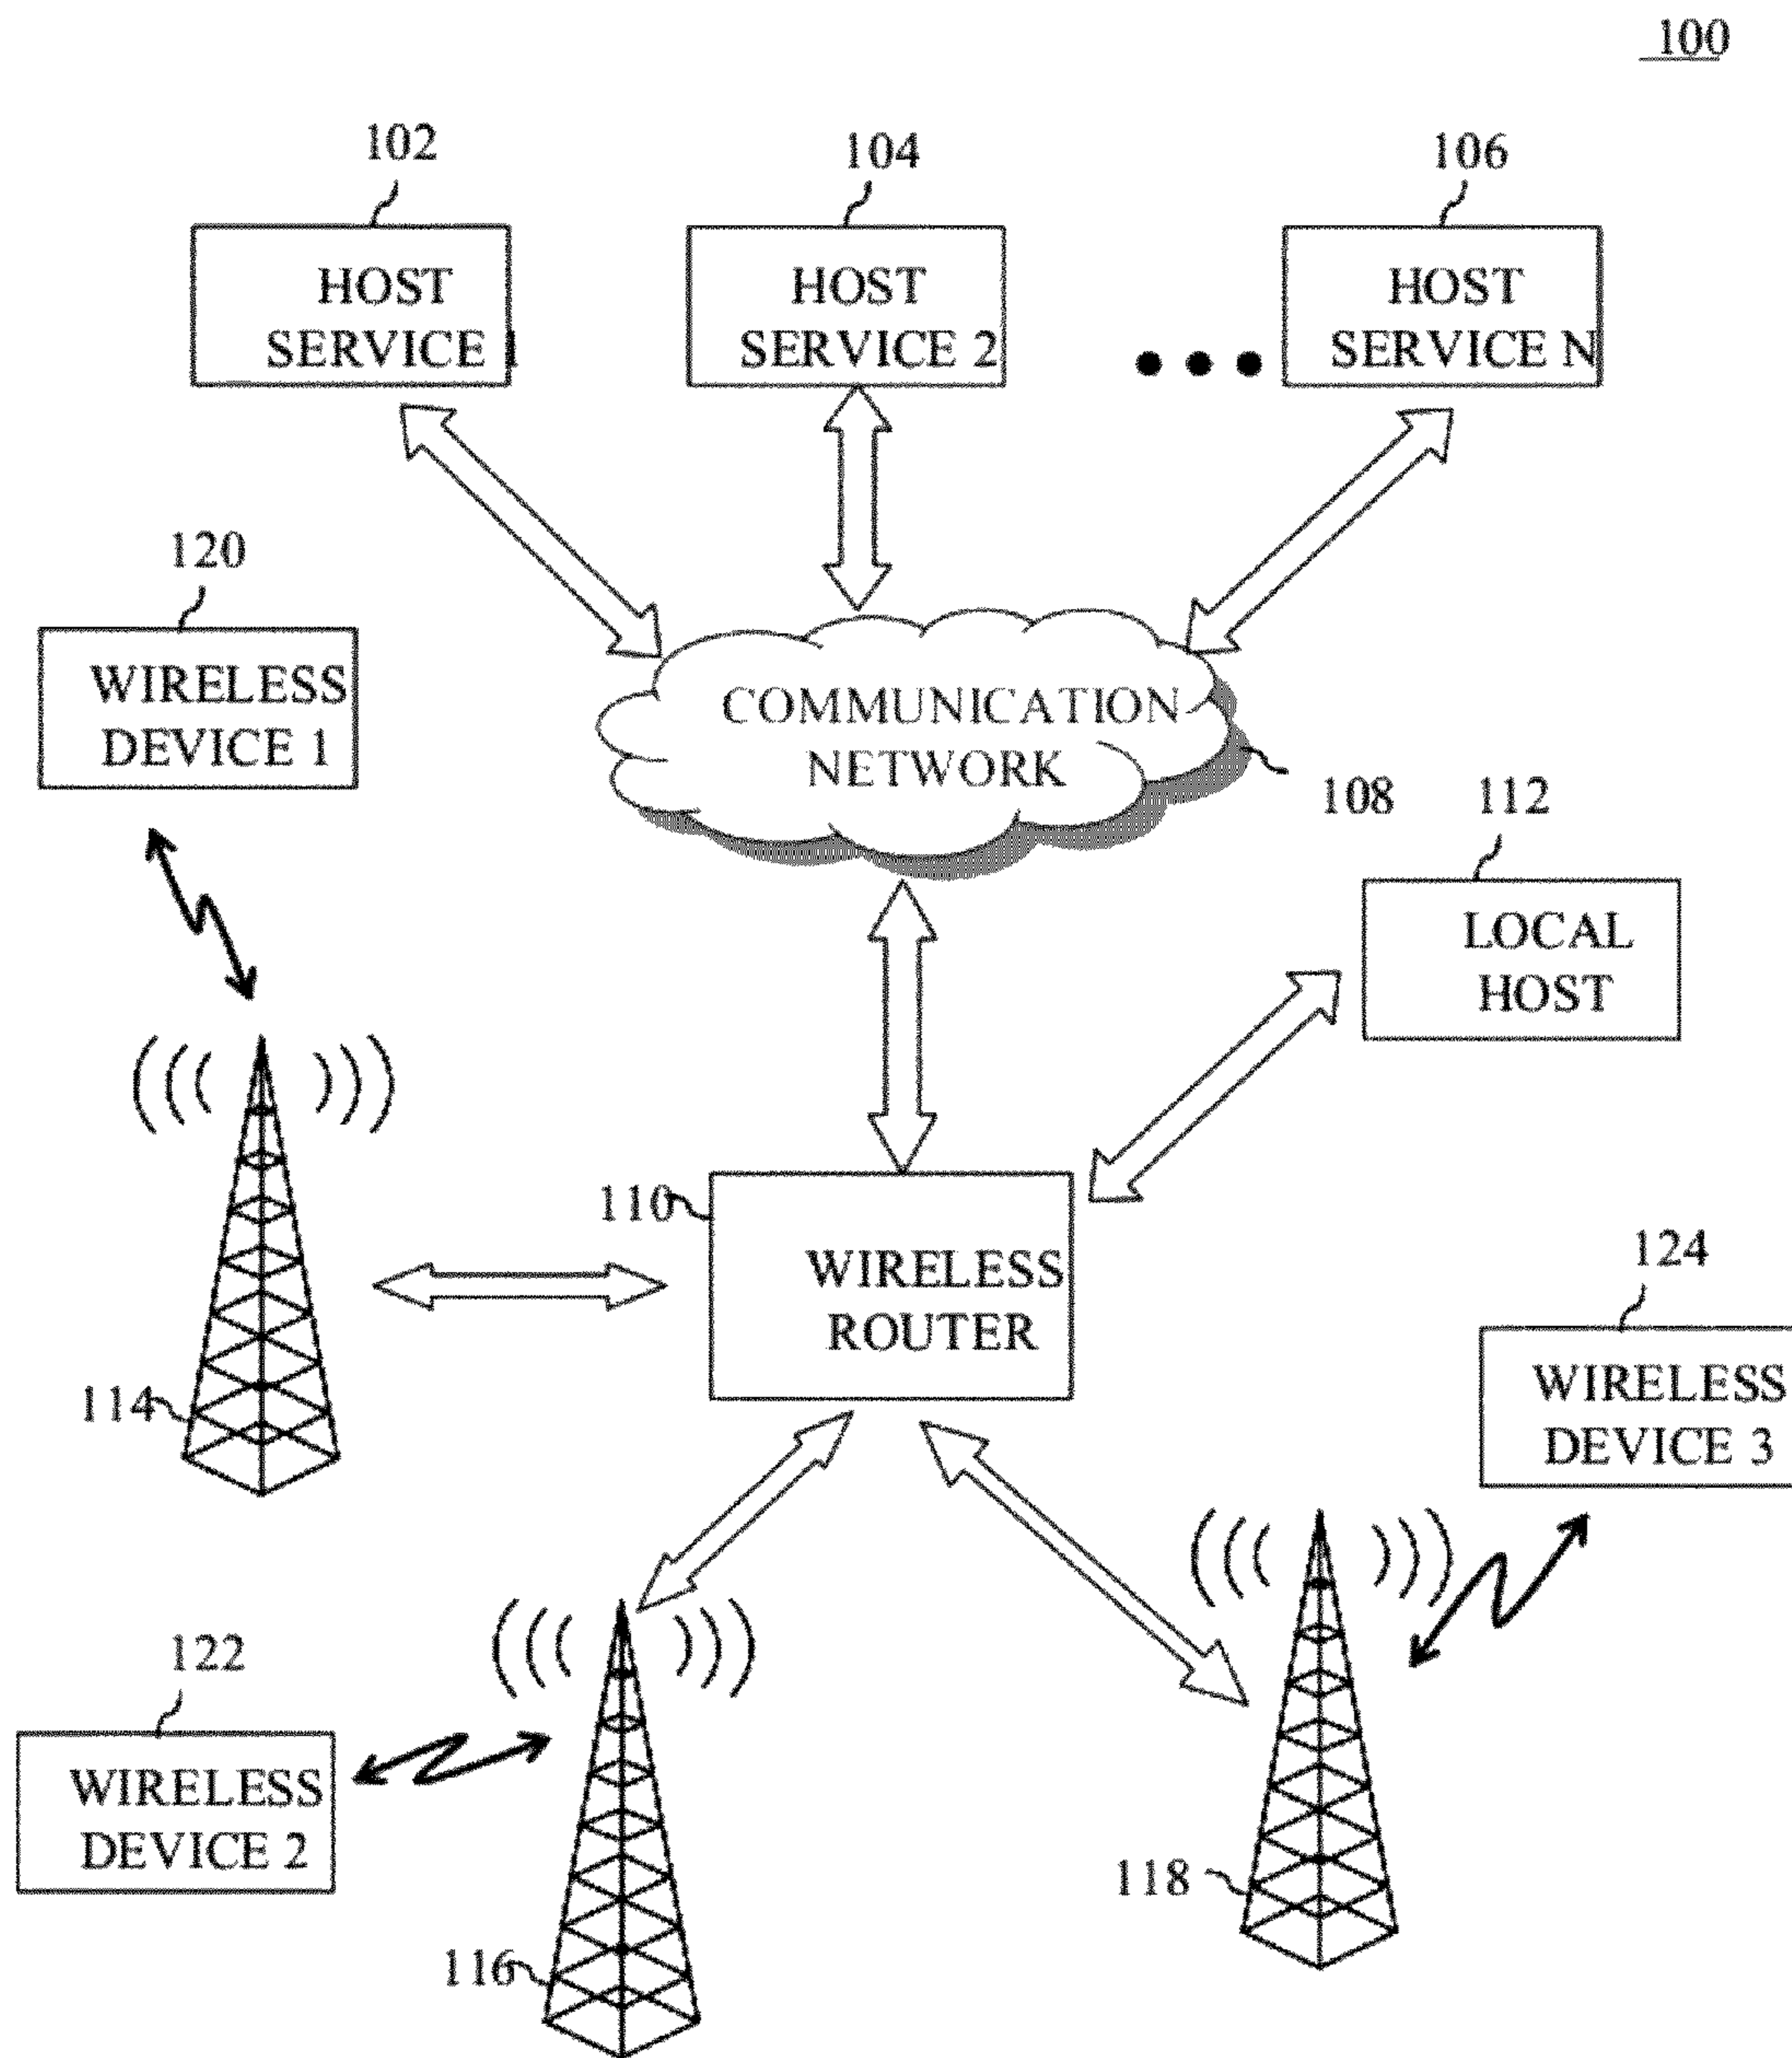 100
102
104
106
HOST
SERVICE 1
HOST
SERVICE 2
HOST
SERVICE N
120
WIRELESS
DEVICE 1
COMMUNICATION
NETWORK
108
112
LOCAL
HOST
110
WIRELESS
ROUTER
124
WIRELESS
DEVICE 3
114
122
WIRELESS
DEVICE 2
118
116